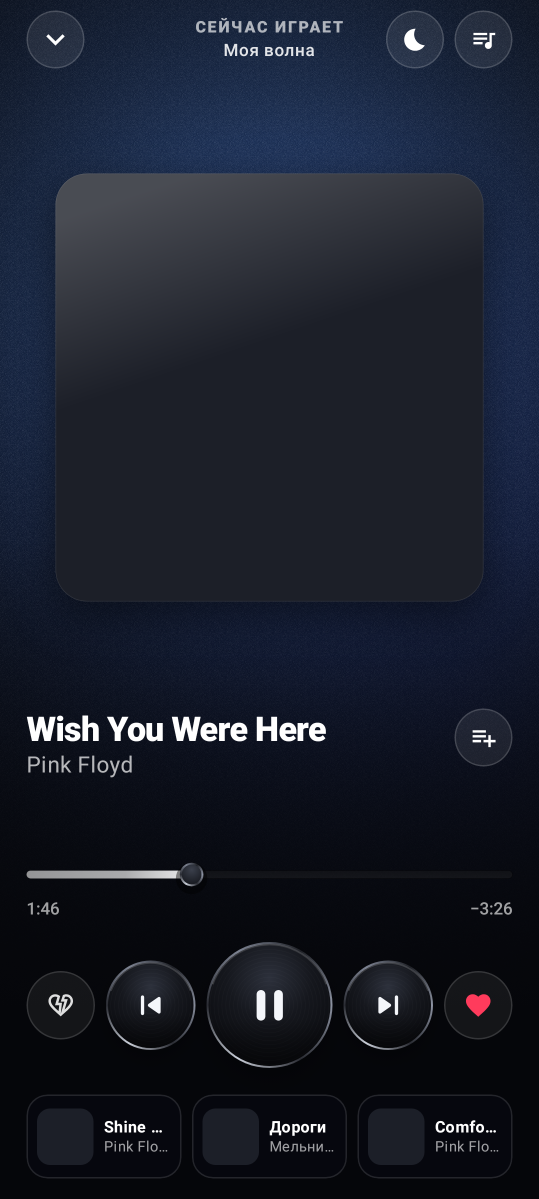 СЕЙЧАС ИГРАЕТ
Моя волна
Wish You Were Here
Pink Floyd
1:46
−3:26
Shine ...
Pink Flo...
Дороги
Мельни...
Comfo...
Pink Flo...